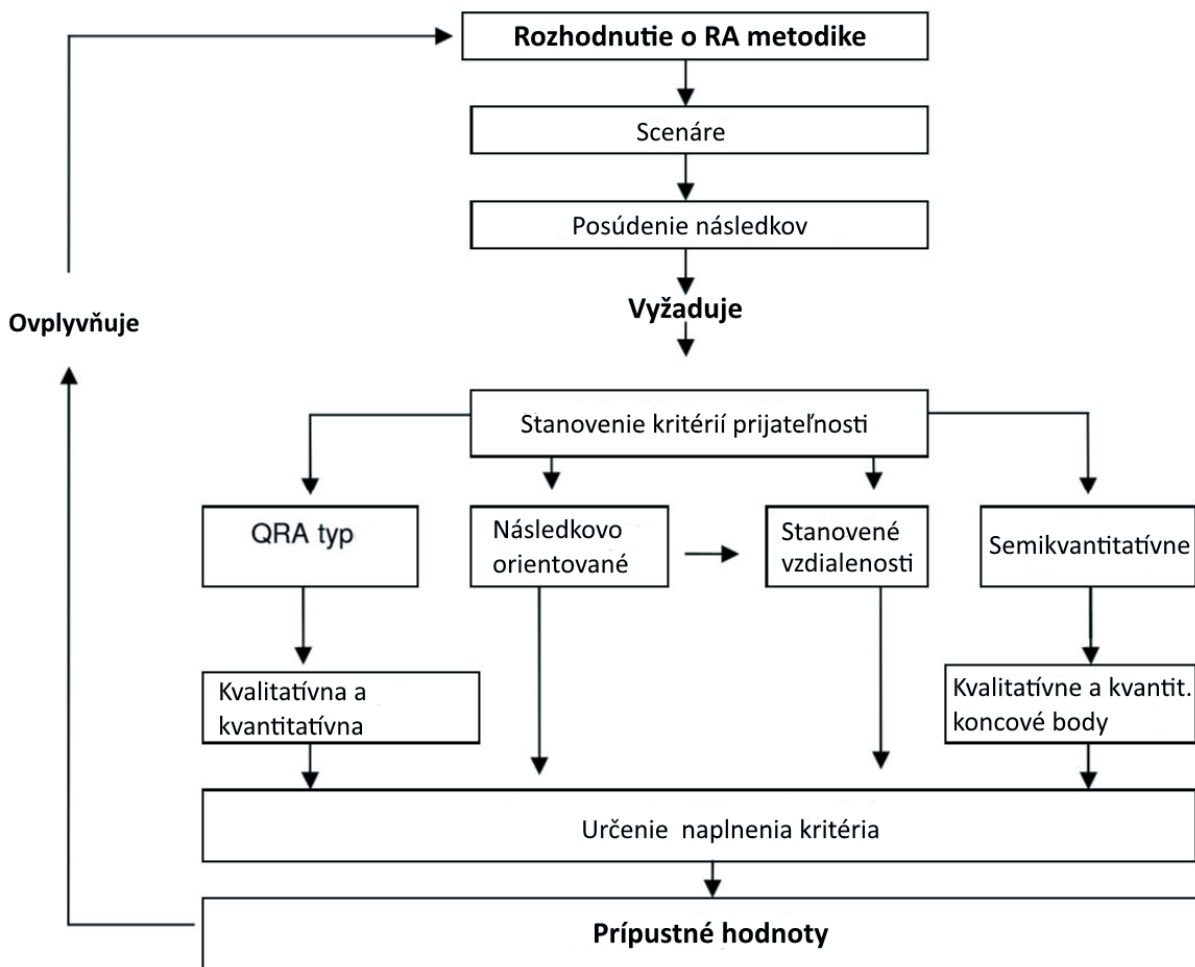 Rozhodnutie o RA metodike
Scenáre
Posúdenie následkov
Vyžaduje
Ovplyvňuje
Stanovenie kritérií prijateľnosti
QRA typ
Následkovo
orientované
Stanovené
vzdialenosti
Semikvantitatívne
Kvalitatívna a
kvantitatívna
Kvalitatívne a kvantit.
koncové body
Určenie naplnenia kritéria
Prípustné hodnoty